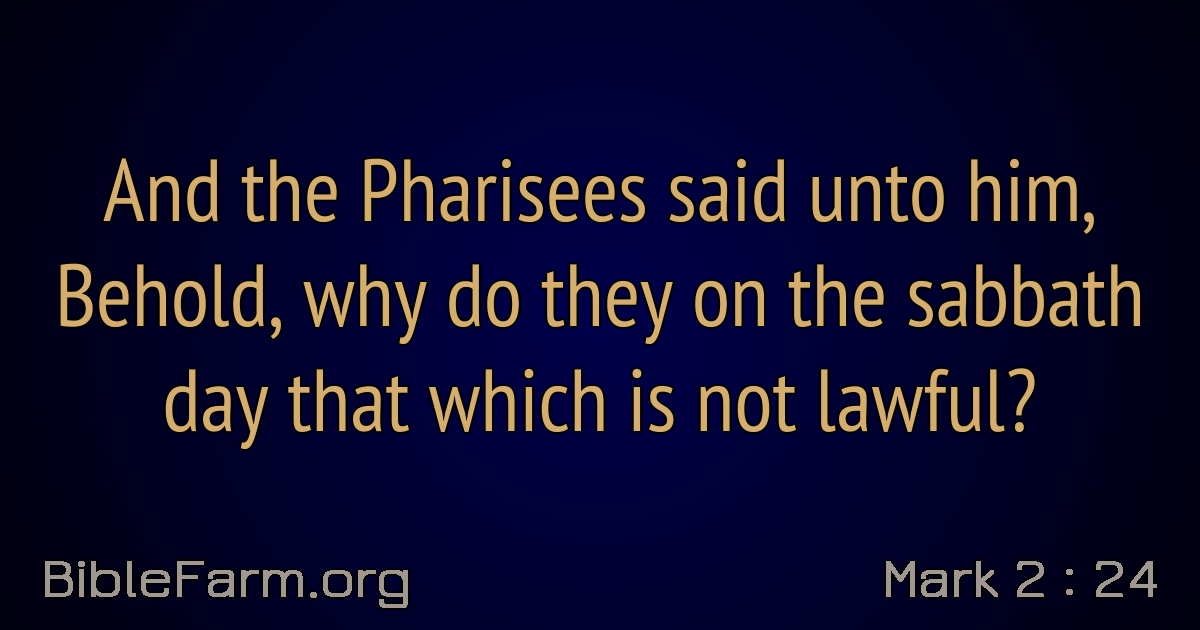 And the Pharisees said unto him,
Behold, why do they on the sabbath
day that which is not lawful?
BibleFarm.org
Mark 2 : 24